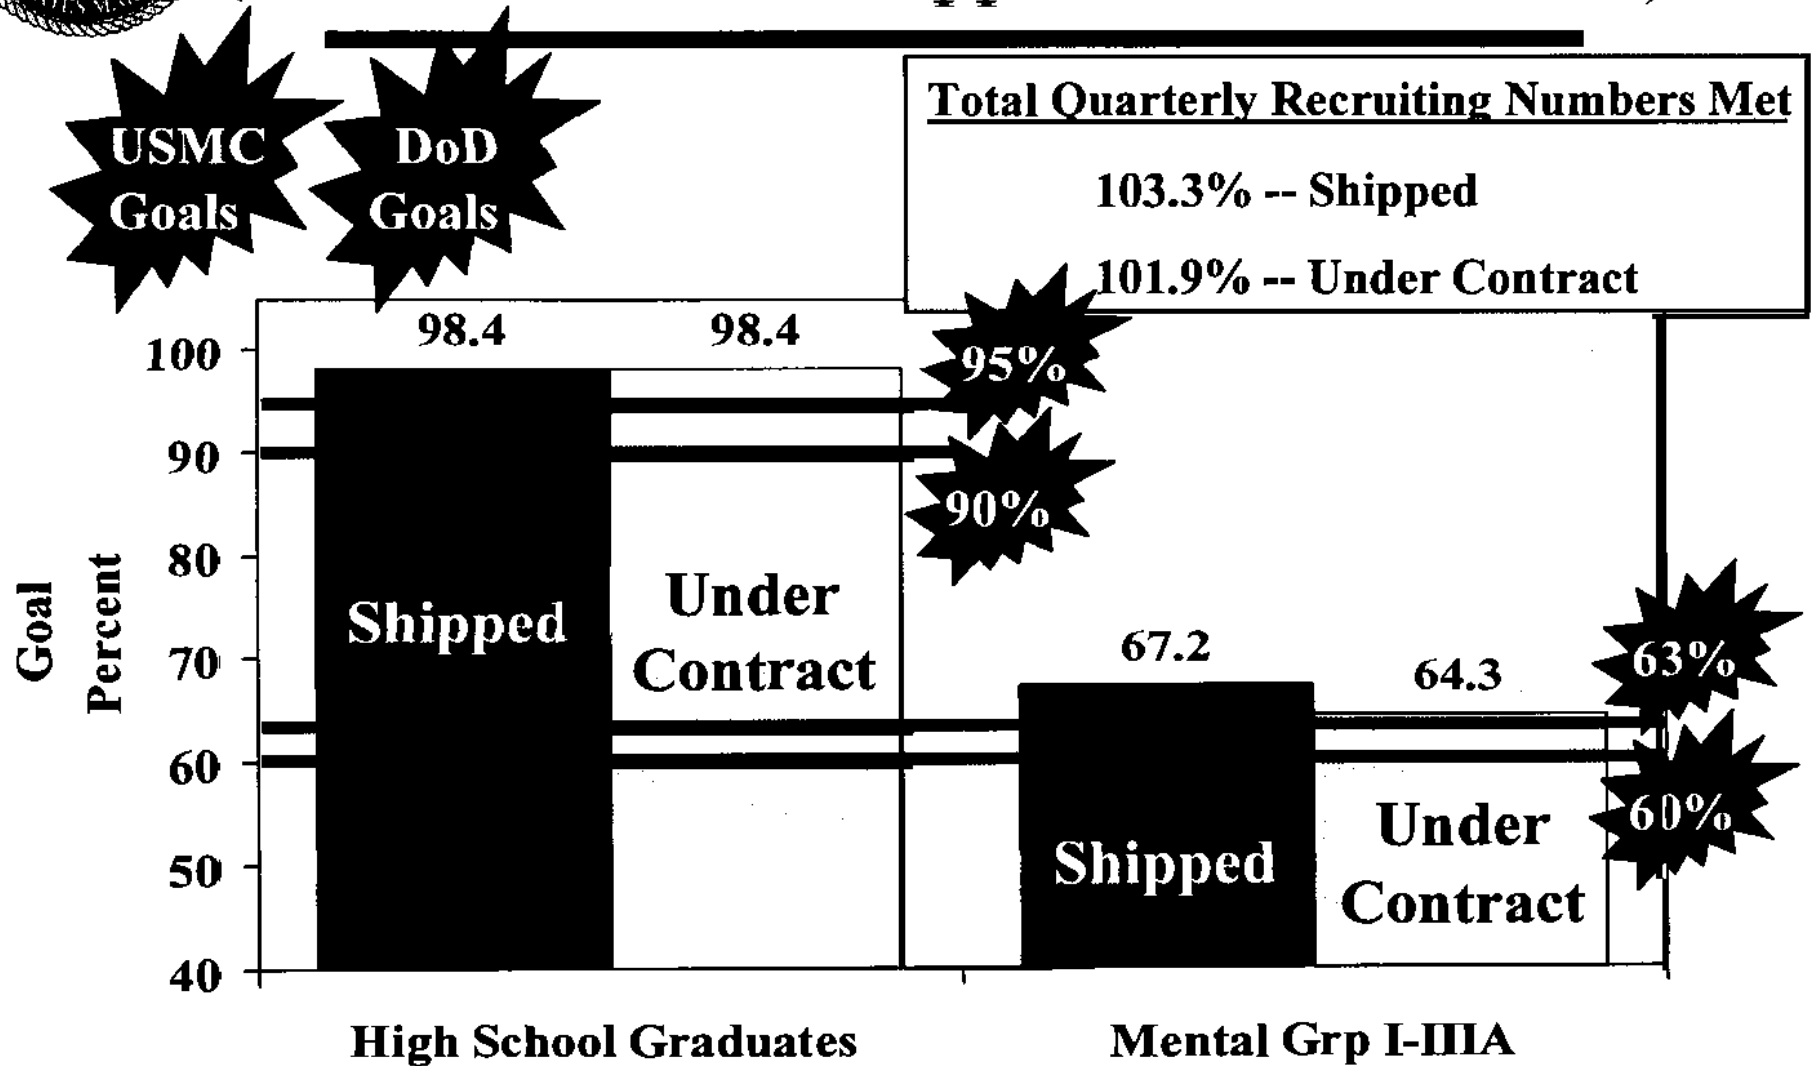 USMC
Goals
DoD
Goals
Total Quarterly Recruiting Numbers Met
103.3% -- Shipped
101.9% -- Under Contract
98.4
98.4
95%
90%
100
90
80
70
60
50
40
Goal
Percent
Shipped
Under
Contract
67.2
64.3
63%
60%
Shipped
Under
Contract
High School Graduates
Mental Grp I-IIIA